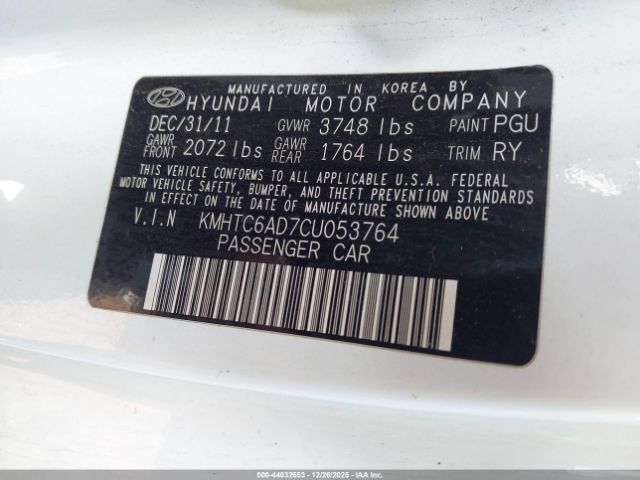 MANUFACTURED IN KOREA BY
HYUNDAI MOTOR COMPANY
DEC/31/11 GVWR 3748 lbs PAINT PGU
GAWR FRONT 2072 lbs GAWR REAR 1764 lbs TRIM RY
THIS VEHICLE CONFORMS TO ALL APPLICABLE U.S.A. FEDERAL
MOTOR VEHICLE SAFETY, BUMPER, AND THEFT PREVENTION STANDARDS
IN EFFECT ON THE DATE OF MANUFACTURE SHOWN ABOVE.
V.I.N KMHTC6AD7CU053764
PASSENGER CAR
000-44032653 - 12/26/2025 - IAAI.COM